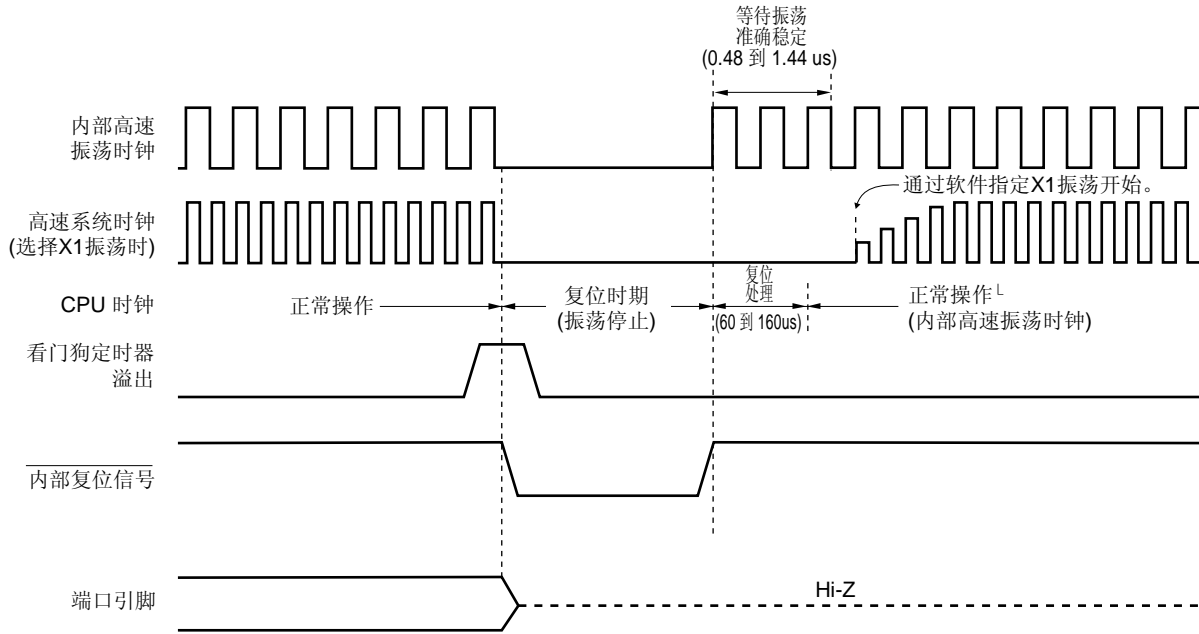 等待振荡
准确稳定
(0.48 到 1.44 us)
内部高速
振荡时钟
通过软件指定X1振荡开始。
高速系统时钟
(选择X1振荡时)
CPU 时钟
正常操作
复位时期
(振荡停止)
复位
处理
(60 到 160us)
正常操作
(内部高速振荡时钟)
看门狗定时器
溢出
内部复位信号
端口引脚
Hi-Z